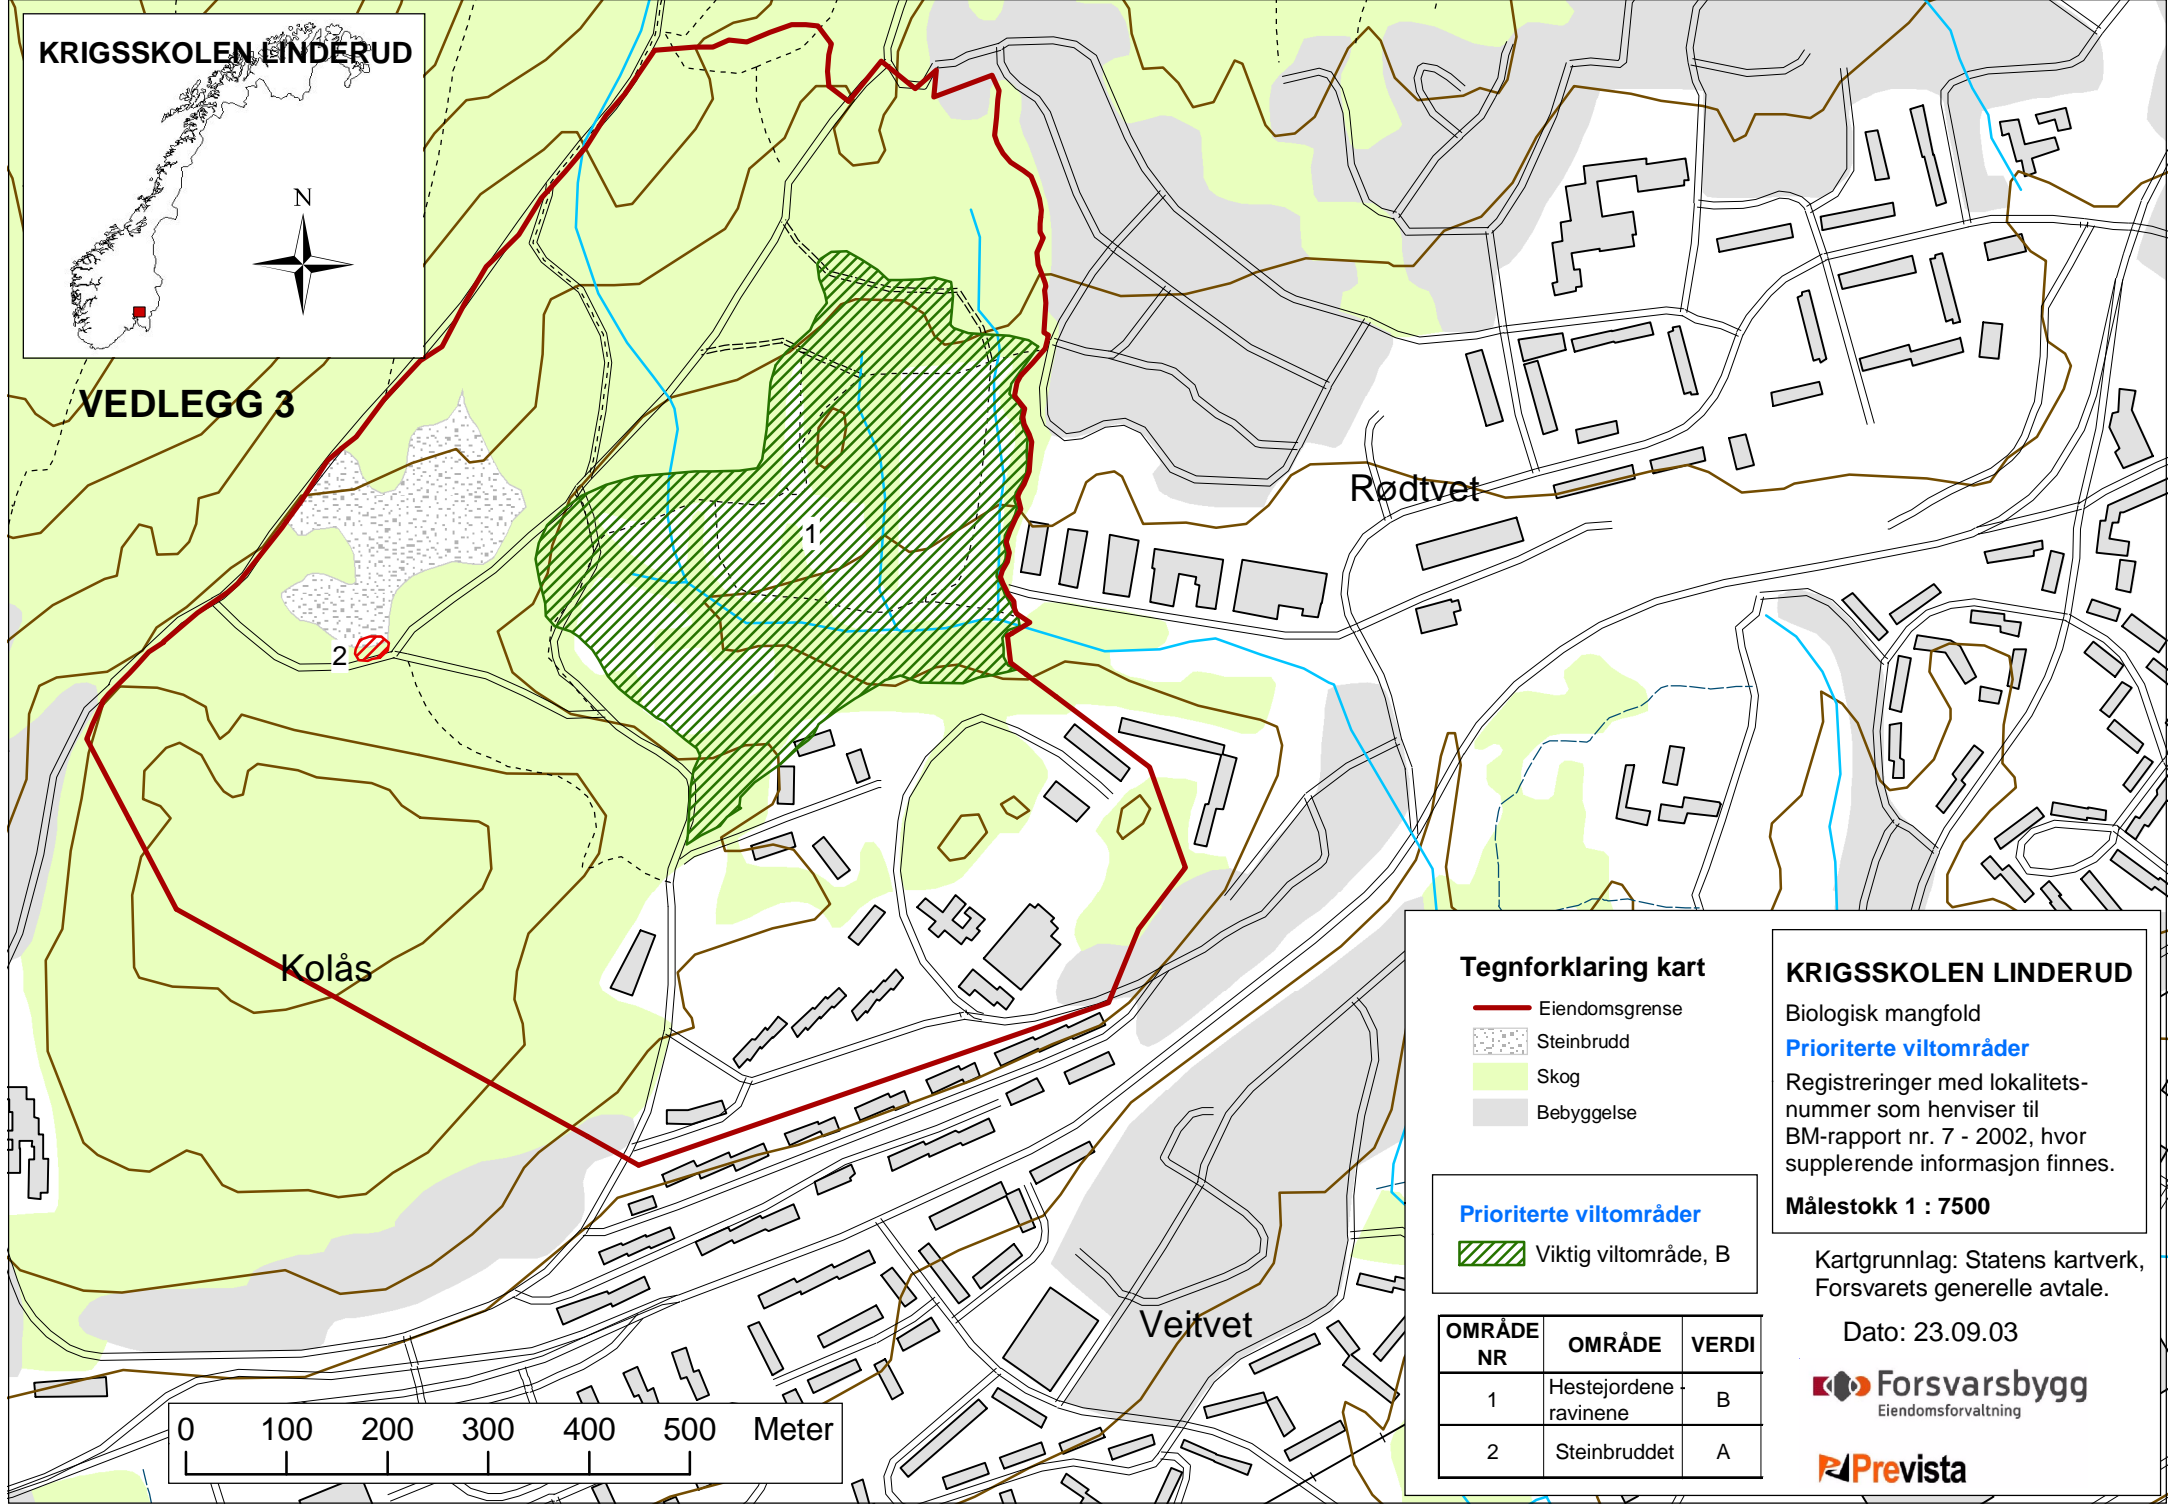 KRIGSSKOLEN LINDERUD
N
VEDLEGG 3
Rødtvet
1
2
Kolås
Veitvet
0 100 200 300 400 500 Meter
Tegnforklaring kart
Eiendomsgrense
Steinbrudd
Skog
Bebyggelse
Prioriterte viltområder
Viktig viltområde, B
OMRÅDE NR OMRÅDE VERDI
1 Hestejordene - ravinene B
2 Steinbruddet A
KRIGSSKOLEN LINDERUD
Biologisk mangfold
Prioriterte viltområder
Registreringer med lokalitets-
nummer som henviser til
BM-rapport nr. 7 - 2002, hvor
supplerende informasjon finnes.
Målestokk 1 : 7500
Kartgrunnlag: Statens kartverk,
Forsvarets generelle avtale.
Dato: 23.09.03
Forsvarsbygg
Eiendomsforvaltning
Prevista